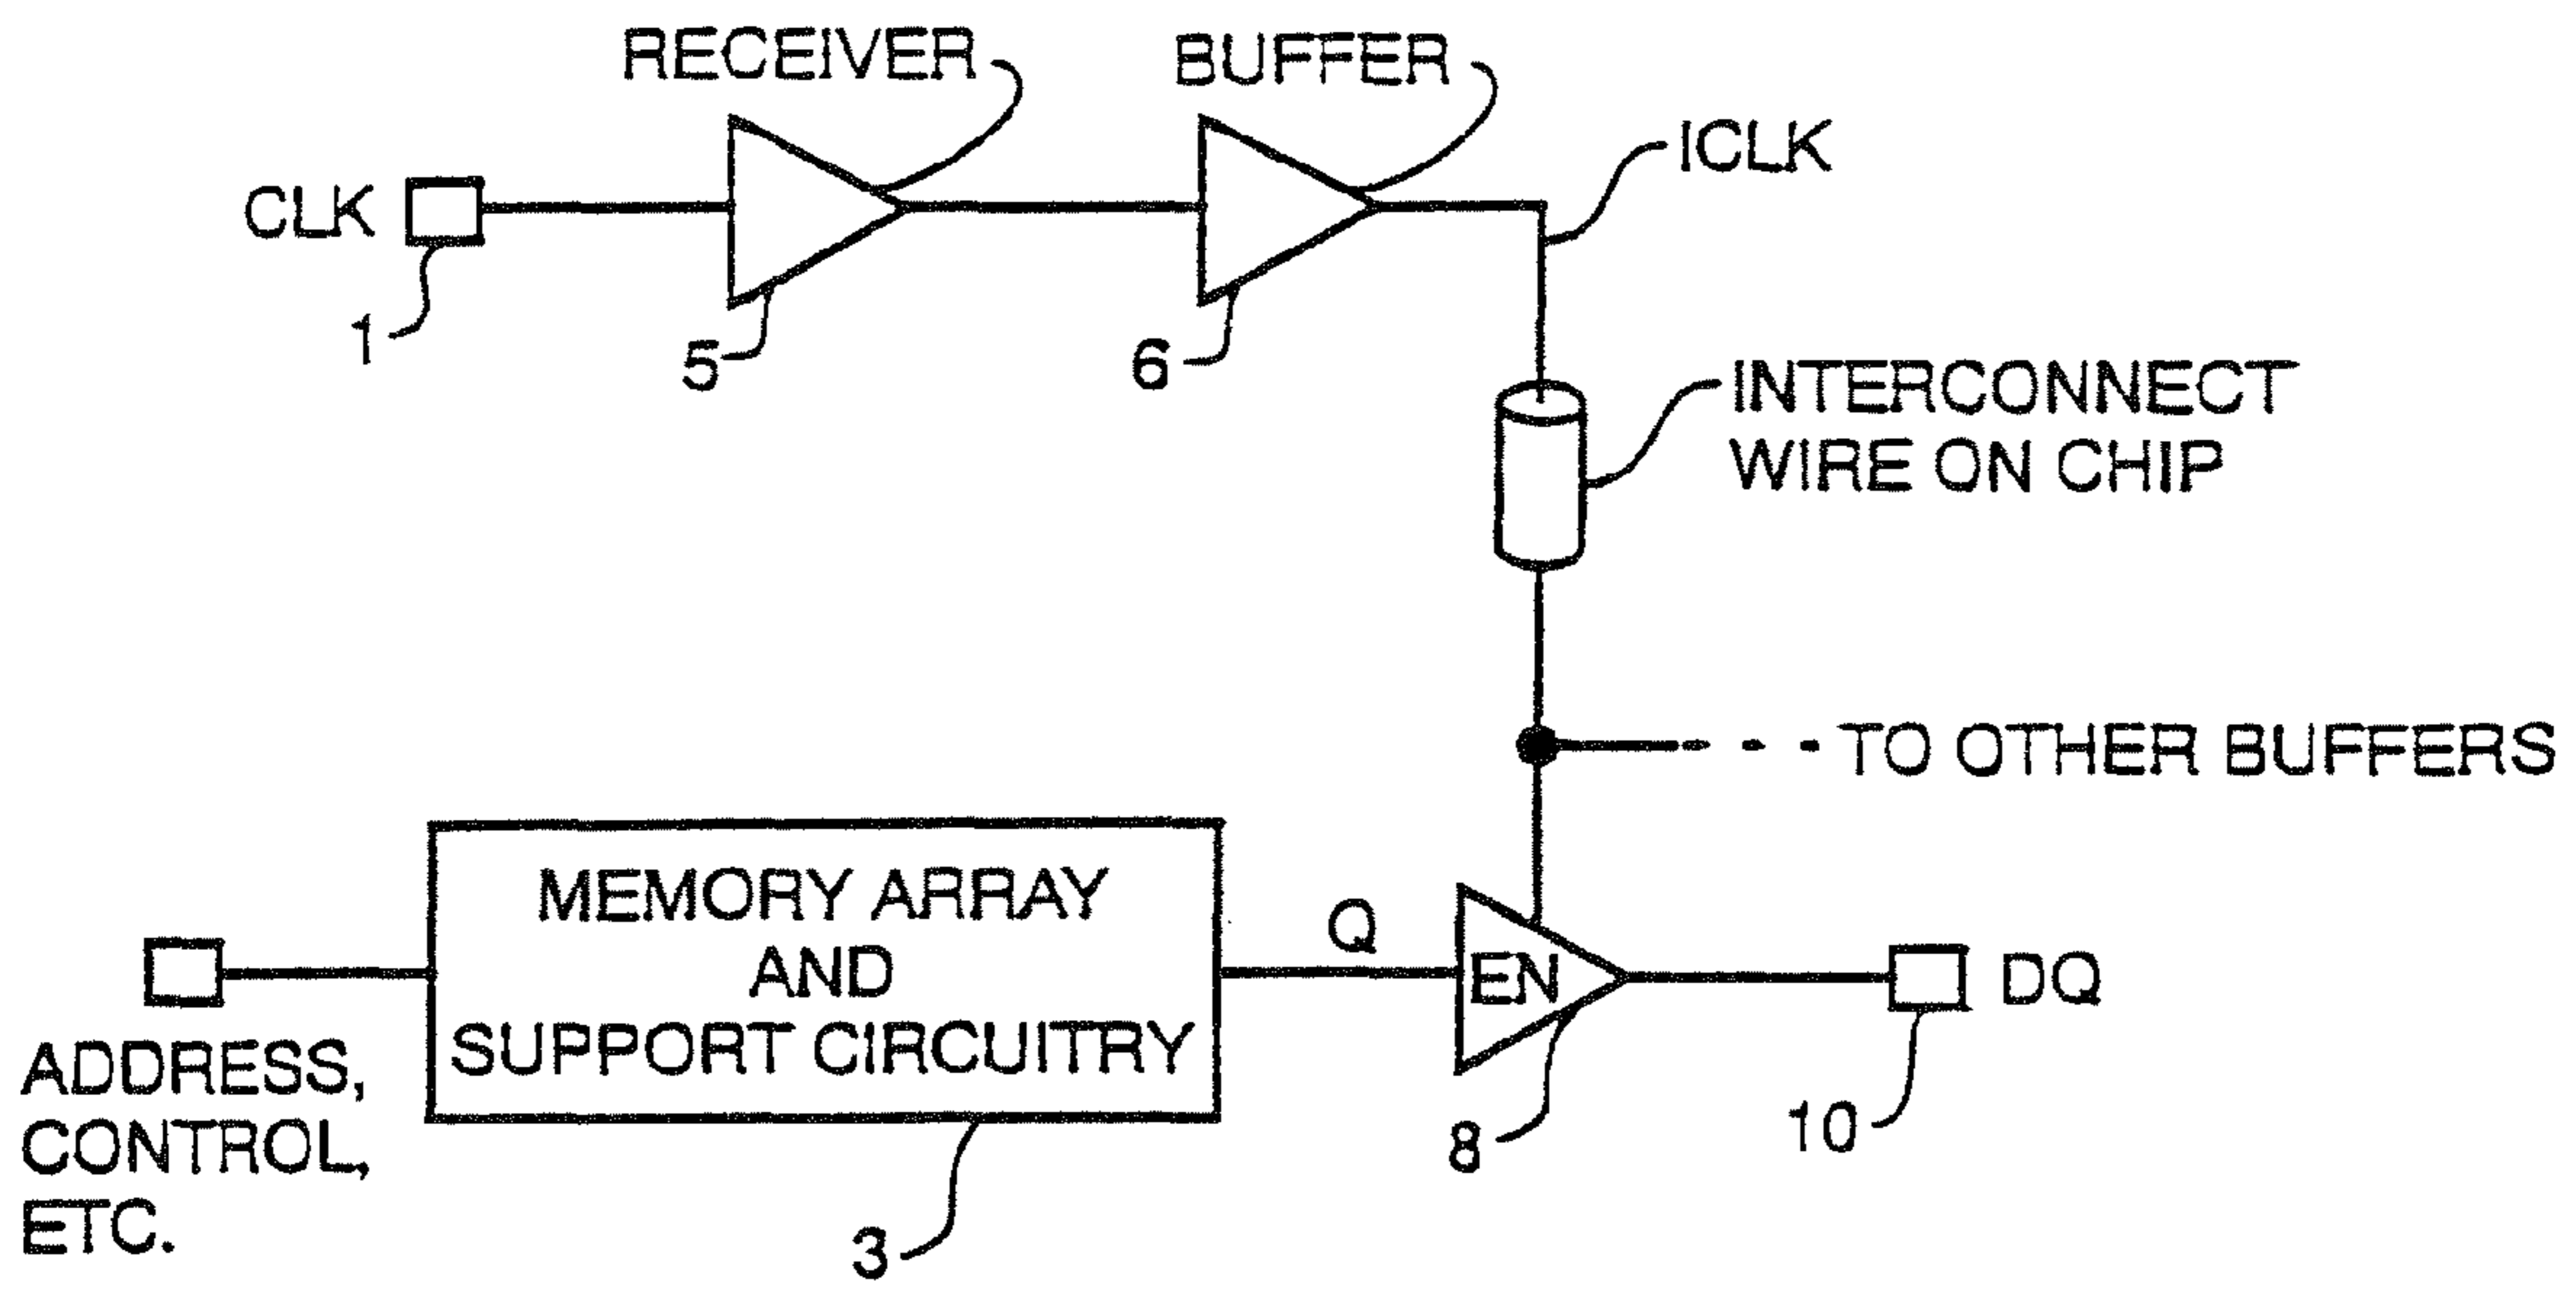 RECEIVER
BUFFER
ICLK
CLK
1
5
6
INTERCONNECT
WIRE ON CHIP
TO OTHER BUFFERS
MEMORY ARRAY
AND
SUPPORT CIRCUITRY
Q
EN
DQ
ADDRESS,
CONTROL,
ETC.
8
10
3